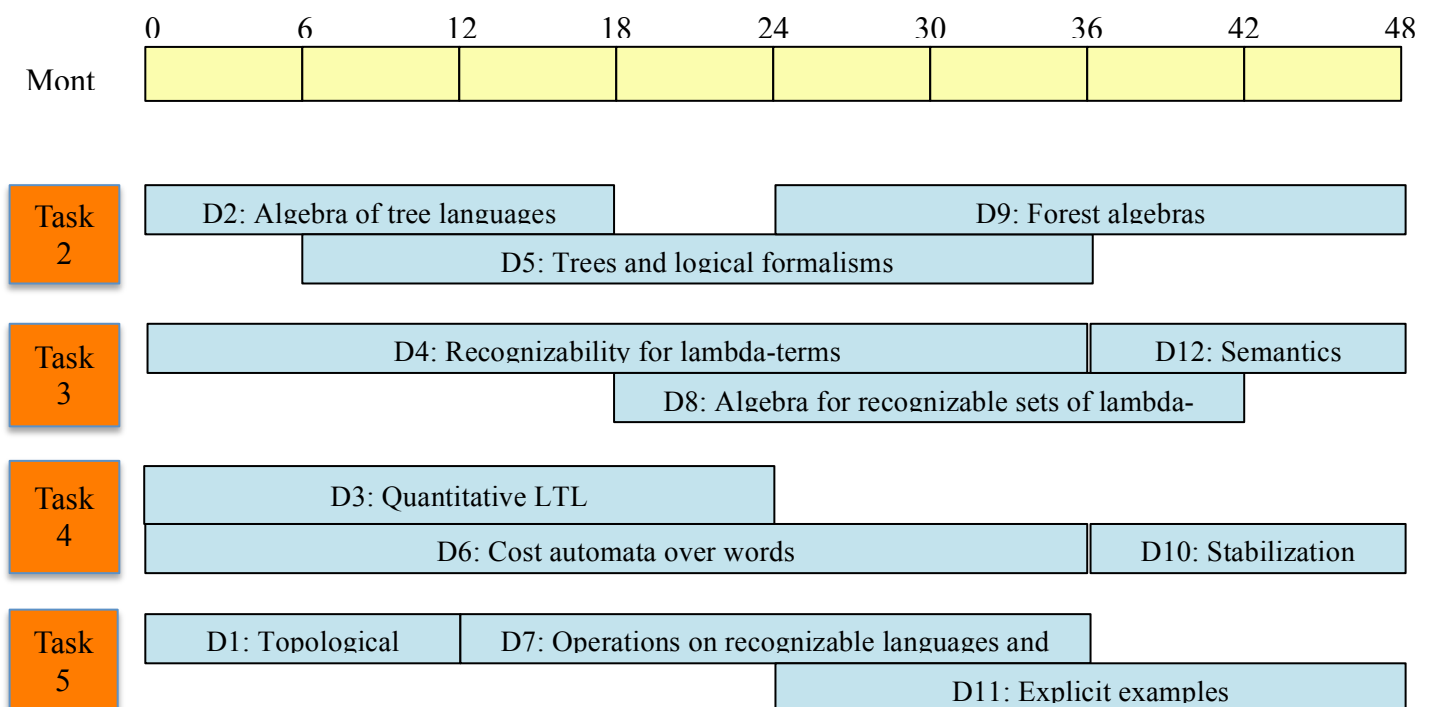 0 6 12 18 24 30 36 42 48
Mont
Task
2
D2: Algebra of tree languages
D9: Forest algebras
D5: Trees and logical formalisms
Task
3
D4: Recognizability for lambda-terms
D12: Semantics
D8: Algebra for recognizable sets of lambda-
Task
4
D3: Quantitative LTL
D6: Cost automata over words
D10: Stabilization
Task
5
D1: Topological
D7: Operations on recognizable languages and
D11: Explicit examples